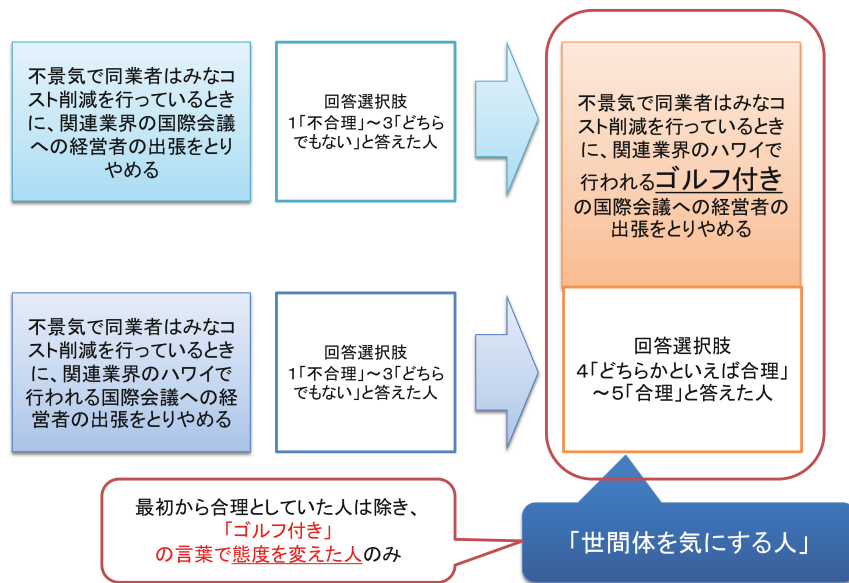 不景気で同業者はみなコ
スト削減を行っているとき
に、関連業界の国際会議
への経営者の出張をとり
やめる
回答選択肢
1「不合理」～3「どちら
でもない」と答えた人
不景気で同業者はみなコ
スト削減を行っているとき
に、関連業界のハワイで
行われるゴルフ付き
の国際会議への経営者の
出張をとりやめる
不景気で同業者はみなコ
スト削減を行っているとき
に、関連業界のハワイで
行われる国際会議への経
営者の出張をとりやめる
回答選択肢
1「不合理」～3「どちら
でもない」と答えた人
回答選択肢
4「どちらかといえば合理」
～5「合理」と答えた人
最初から合理としていた人は除き、
「ゴルフ付き」
の言葉で態度を変えた人のみ
「世間体を気にする人」